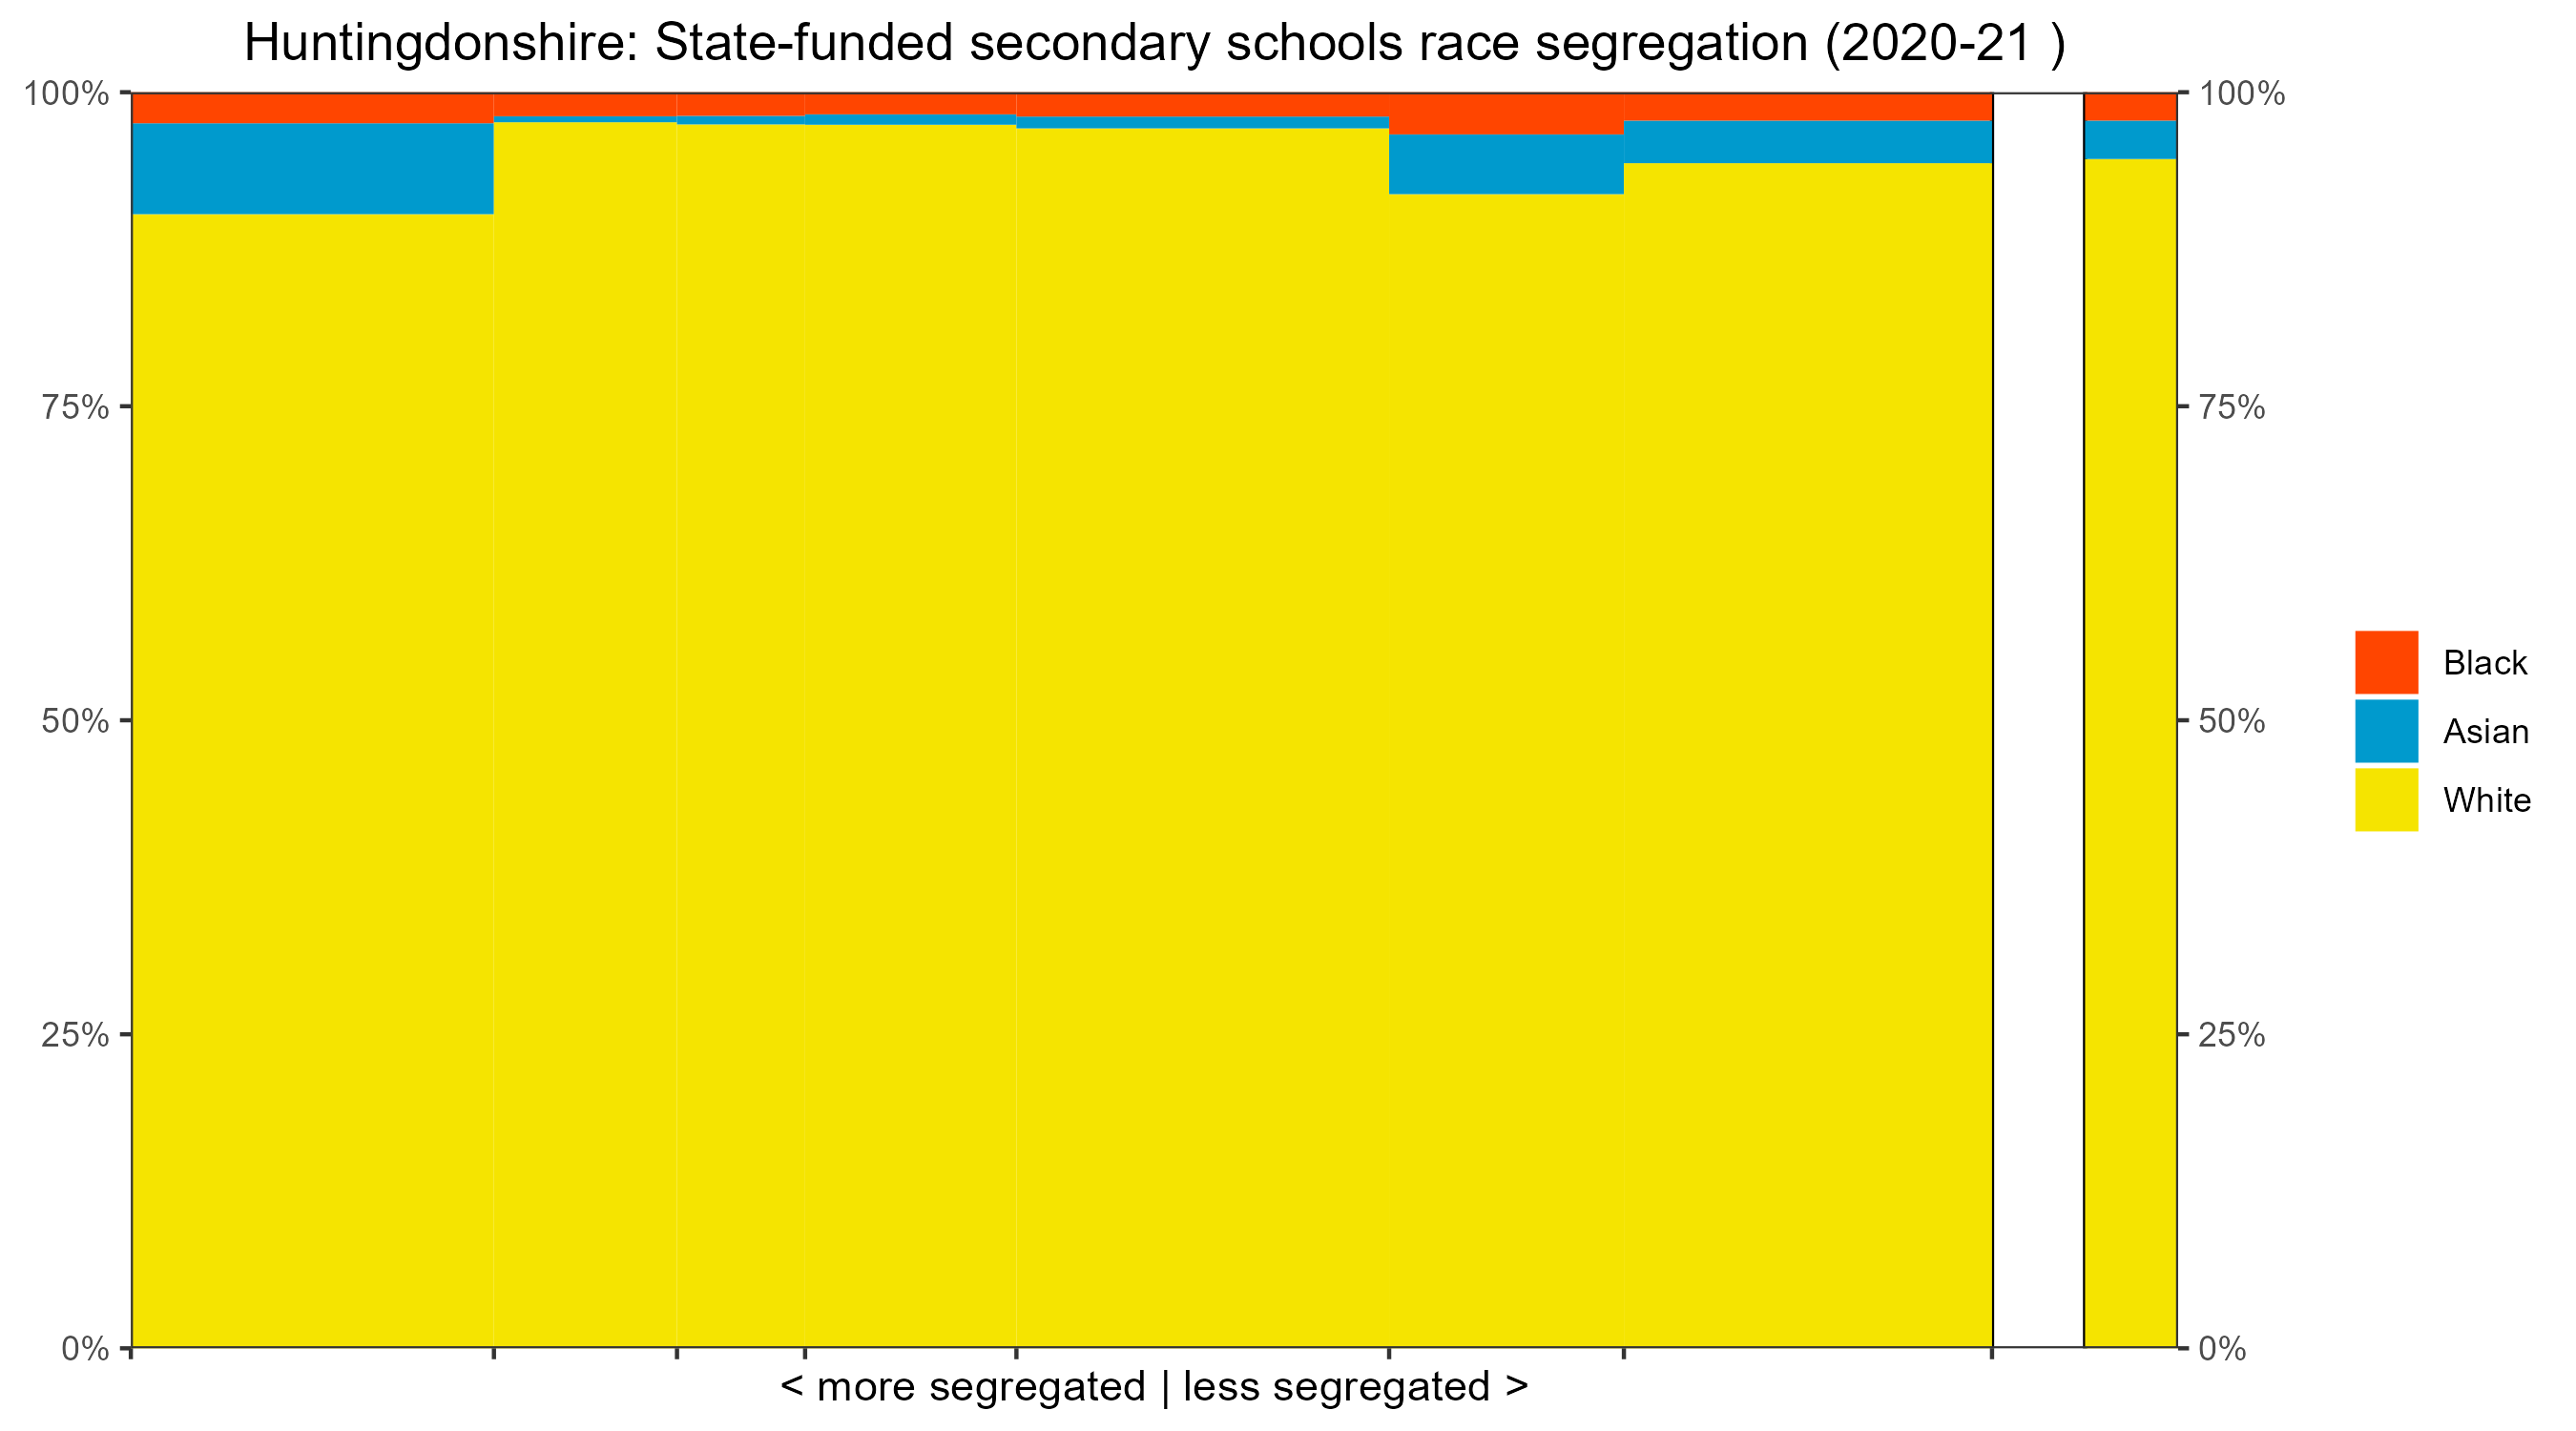 Huntingdonshire: State-funded secondary schools race segregation (2020-21 )
100%
75%
50%
25%
0%
100%
75%
50%
25%
0%
Black
Asian
White
< more segregated | less segregated >